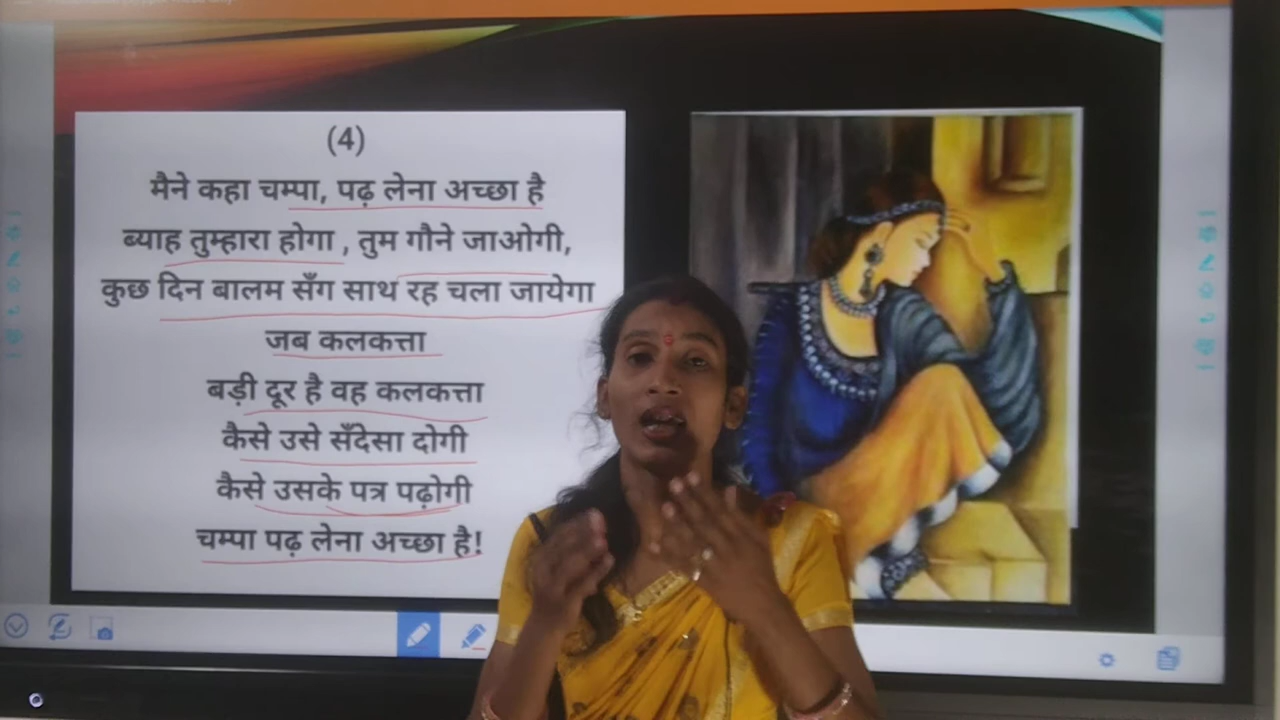 (4)
मैने कहा चम्पा, पढ़ लेना अच्छा है
ब्याह तुम्हारा होगा , तुम गौने जाओगी,
कुछ दिन बालम सँग साथ रह चला जायेगा
जब कलकत्ता
बड़ी दूर है वह कलकत्ता
कैसे उसे सँदेसा दोगी
कैसे उसके पत्र पढ़ोगी
चम्पा पढ़ लेना अच्छा है!